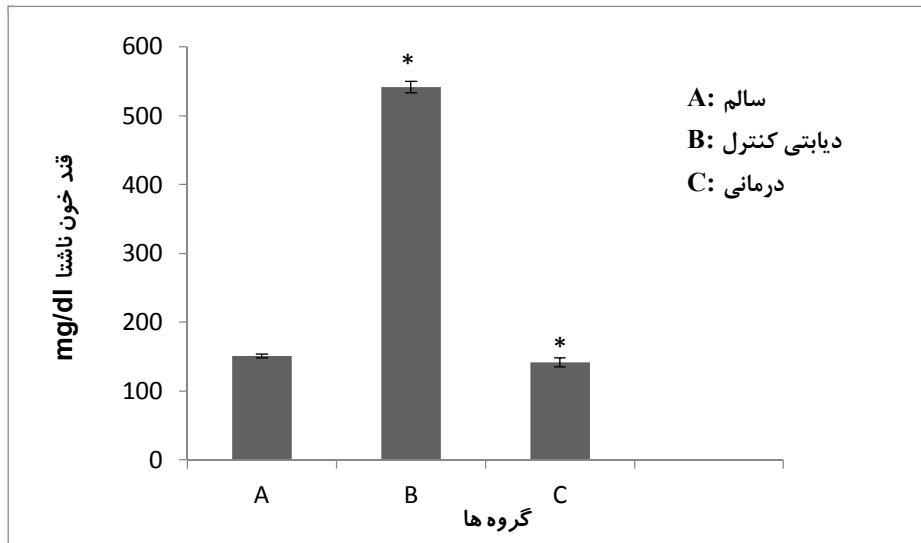 600
500
400
300
200
100
0
*
*
A
B
C
قند خون ناشتا mg/dl
گروه ها
A: سالم
B: دیابتی کنترل
C: درمانی